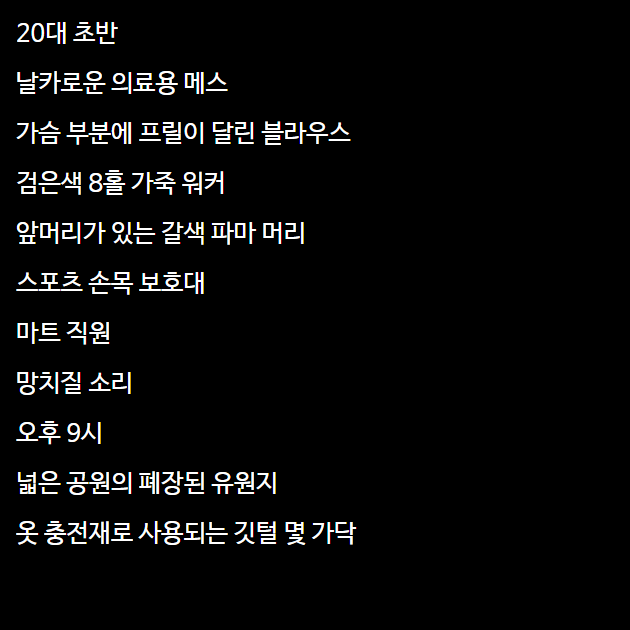 20대 초반
날카로운 의료용 메스
가슴 부분에 프릴이 달린 블라우스
검은색 8홀 가죽 워커
앞머리가 있는 갈색 파마 머리
스포츠 손목 보호대
마트 직원
망치질 소리
오후 9시
넓은 공원의 폐장된 유원지
옷 충전재로 사용되는 깃털 몇 가닥